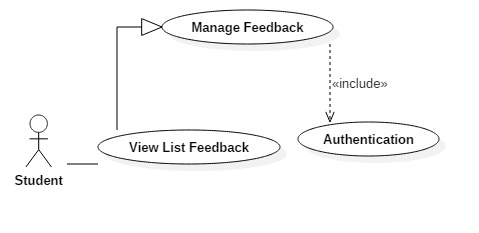 Manage Feedback
«include»
Authentication
View List Feedback
Student